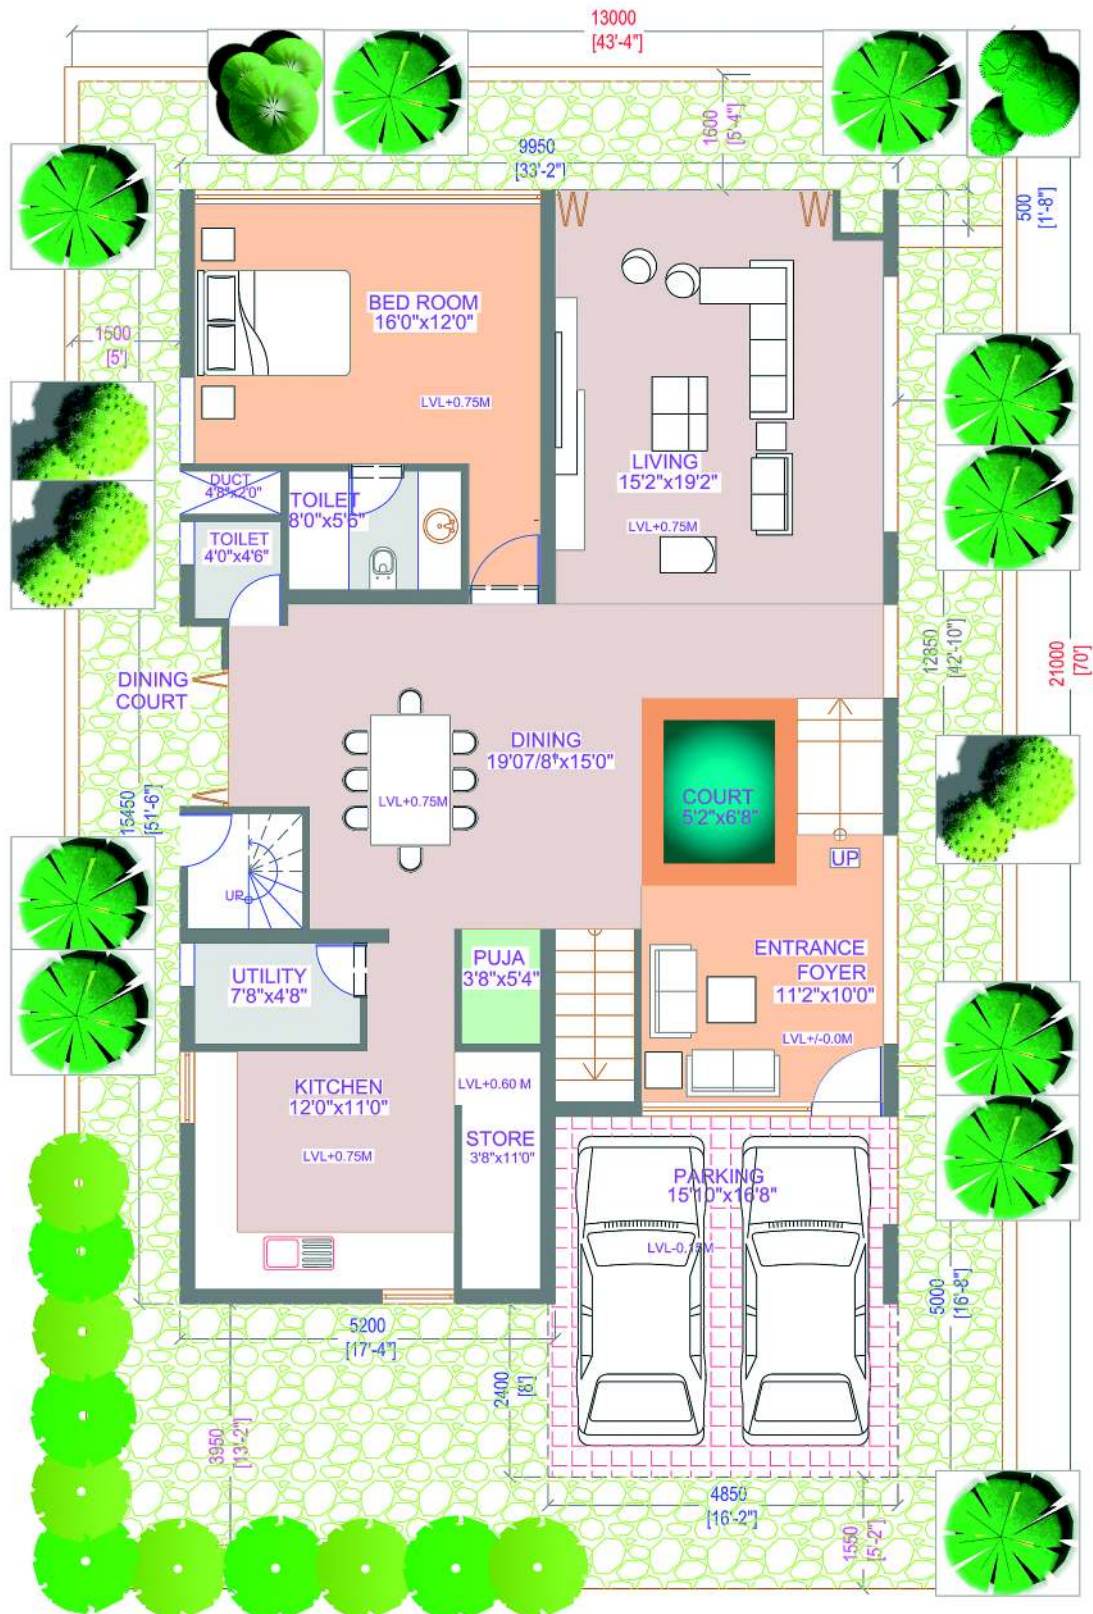 13000
[43'-4"]
1600
[5'-4"]
9950
[33'-2"]
500
[1'-8"]
1500
[5']
BED ROOM
16'0"x12'0"
LVL+0.75M
LIVING
15'2"x19'2"
LVL+0.75M
DUCT
4'8"x2'0"
TOILET
8'0"x5'6"
TOILET
4'0"x4'6"
12850
[42'-10"]
21000
[70']
DINING
COURT
DINING
19'07/8"x15'0"
LVL+0.75M
COURT
5'2"x6'8"
15450
[51'-6"]
UP
UP
ENTRANCE
FOYER
11'2"x10'0"
LVL+/-0.0M
PUJA
3'8"x5'4"
UTILITY
7'8"x4'8"
KITCHEN
12'0"x11'0"
LVL+0.75M
LVL+0.60 M
STORE
3'8"x11'0"
PARKING
15'10"x16'8"
LVL-0.15M
5000
[16'-8"]
5200
[17'-4"]
2400
[8']
3950
[13'-2"]
4850
[16'-2"]
1550
[5'-2"]